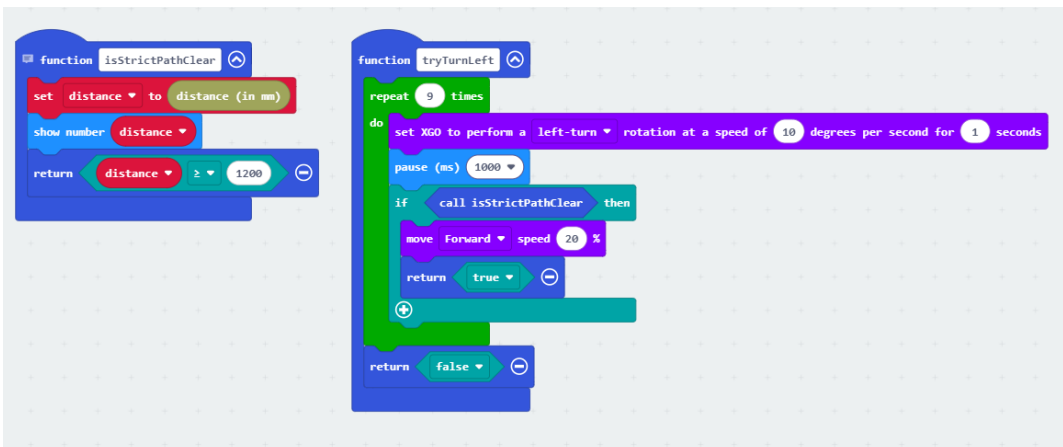 function isStrictPathClear
set distance to distance (in mm)
show number distance
return distance ≥ 1200
function tryTurnLeft
repeat 9 times
do
set XGO to perform a left-turn rotation at a speed of 10 degrees per second for 1 seconds
pause (ms) 1000
if call isStrictPathClear then
move Forward speed 20 %
return true
return false